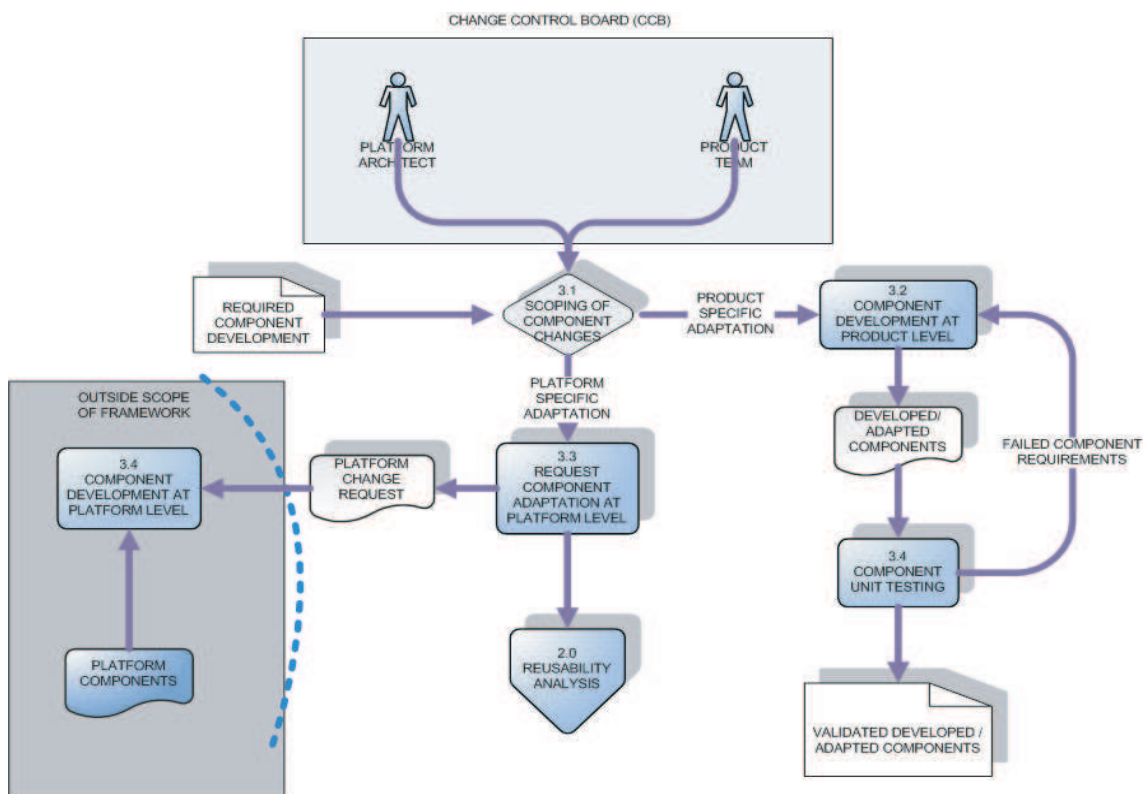 CHANGE CONTROL BOARD (CCB)
PLATFORM
ARCHITECT
PRODUCT
TEAM
REQUIRED
COMPONENT
DEVELOPMENT
3.1
SCOPING OF
COMPONENT
CHANGES
PRODUCT
SPECIFIC
ADAPTATION
3.2
COMPONENT
DEVELOPMENT AT
PRODUCT LEVEL
PLATFORM
SPECIFIC
ADAPTATION
OUTSIDE SCOPE
OF FRAMEWORK
DEVELOPED/
ADAPTED
COMPONENTS
FAILED COMPONENT
REQUIREMENTS
3.4
COMPONENT
DEVELOPMENT AT
PLATFORM LEVEL
PLATFORM
CHANGE
REQUEST
3.3
REQUEST
COMPONENT
ADAPTATION AT
PLATFORM LEVEL
3.4
COMPONENT
UNIT TESTING
PLATFORM
COMPONENTS
2.0
REUSABILITY
ANALYSIS
VALIDATED DEVELOPED /
ADAPTED COMPONENTS